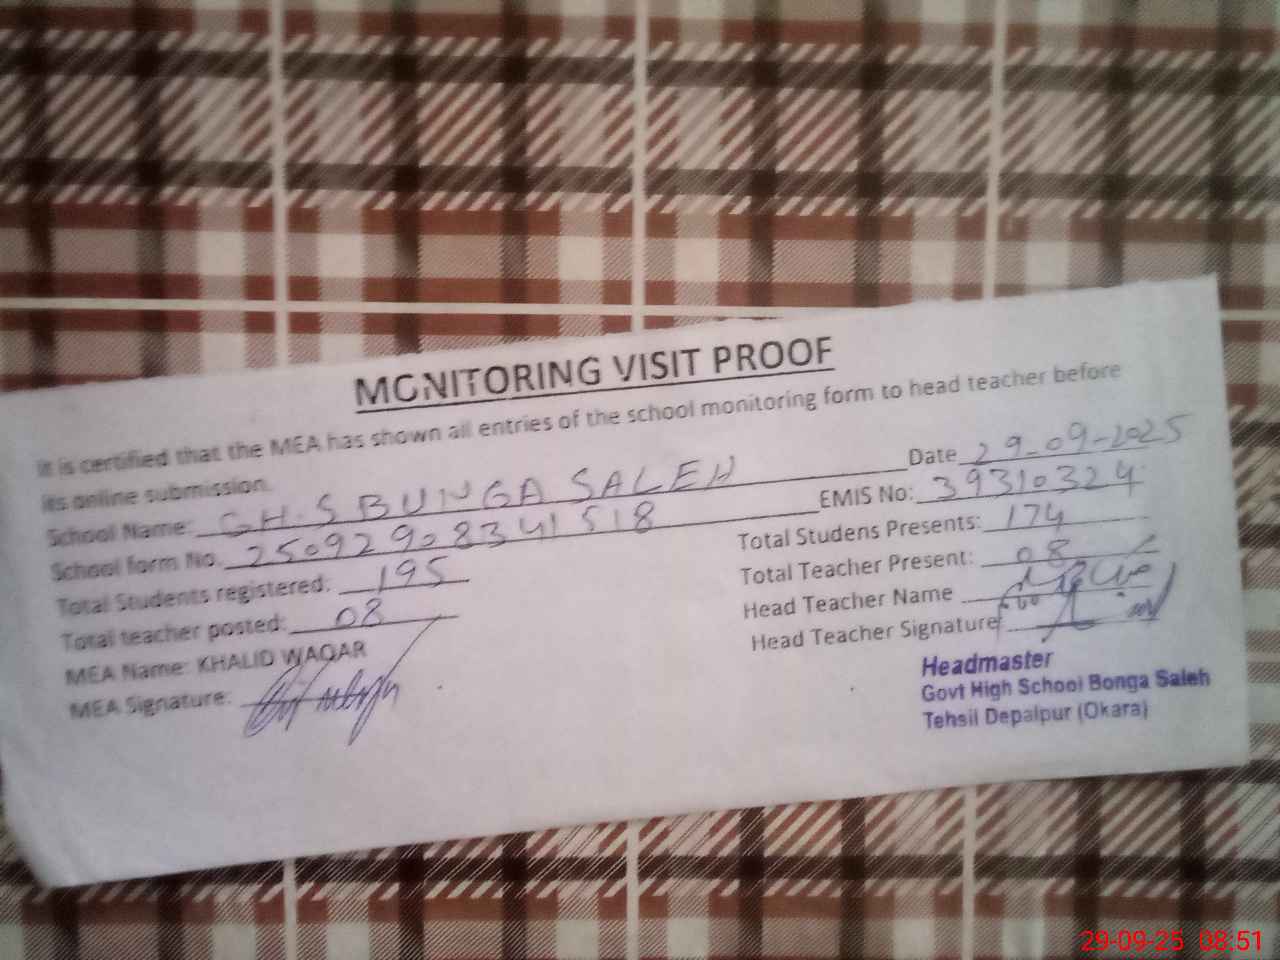 MONITORING VISIT PROOF
It is certified that the MEA has shown all entries of the school monitoring form to head teacher before
its online submission.
School Name: GH.S BUNGA SALEH Date 29-09-2025
School form No. 250929083941518 EMIS No: 39310324
Total Students registered: 195 Total Studens Presents: 174
Total teacher posted: 08 Total Teacher Present: 08
MEA Name: KHALID WAQAR Head Teacher Name
MEA Signature: Head Teacher Signature
Headmaster
Govt High School Bonga Saleh
Tehsil Depalpur (Okara)
29-09-25 08:51